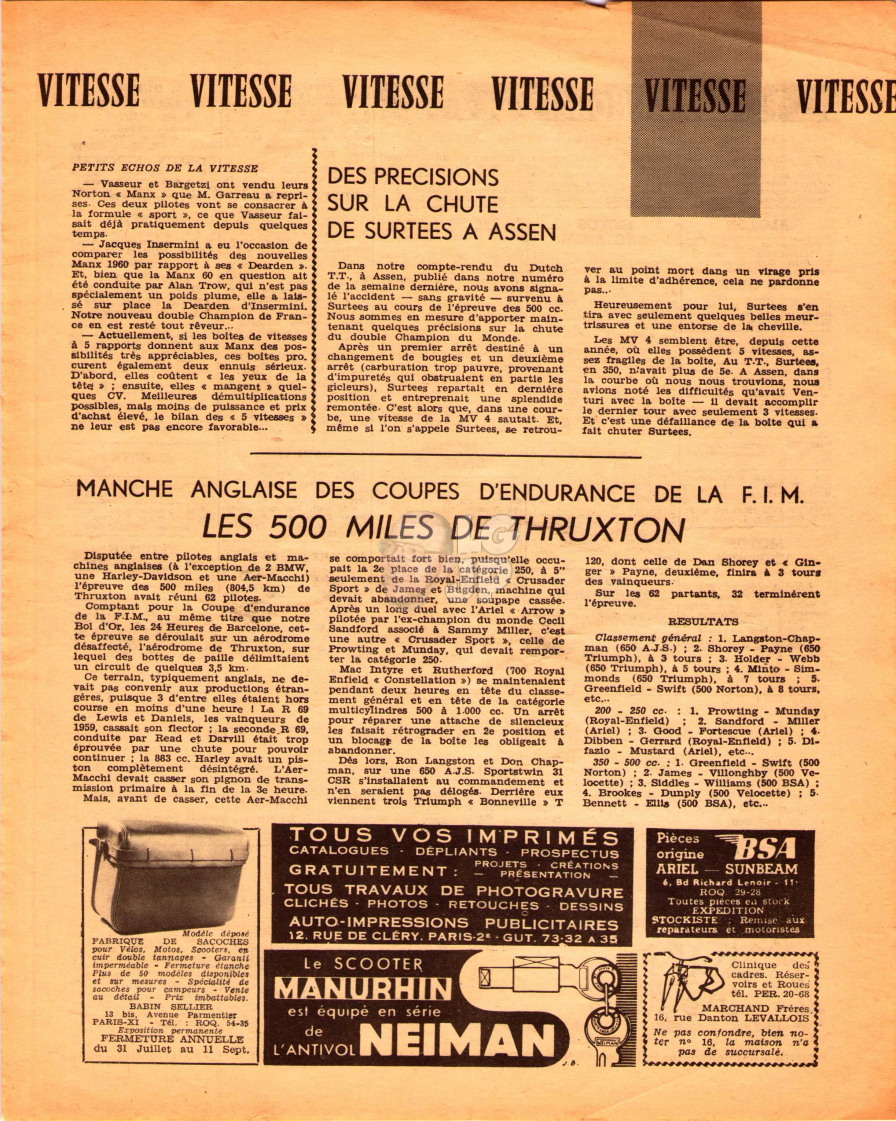 VITESSE VITESSE VITESSE VITESSE VITESSE VITESSE
PETITS ECHOS DE LA VITESSE
— Vasseur et Bargetzi ont vendu leurs
Norton « Manx » que M. Garreau a repri-
ses. Ces deux pilotes vont se consacrer à
la formule « sport », ce que Vasseur fai-
sait déjà pratiquement depuis quelques
temps.
— Jacques Insermini a eu l'occasion de
comparer les possibilités des nouvelles
Manx 1960 par rapport à ses « Dearden ».
Et, bien que la Manx 60 en question ait
été conduite par Alan Trow, qui n'est pas
spécialement un poids plume, elle a lais-
sé sur place la Dearden d'Insermini.
Notre nouveau double Champion de Fran-
ce en est resté tout rêveur...
— Actuellement, si les boîtes de vitesses
à 5 rapports donnent aux Manx des pos-
sibilités très appréciables, ces boîtes pro.
curent également deux ennuis sérieux.
D'abord, elles coûtent « les yeux de la
tête » ; ensuite, elles « mangent » quel-
ques CV. Meilleures démultiplications
possibles, mais moins de puissance et prix
d'achat élevé, le bilan des « 5 vitesses »
ne leur est pas encore favorable...
DES PRECISIONS
SUR LA CHUTE
DE SURTEES A ASSEN
Dans notre compte-rendu du Dutch
T.T., à Assen, publié dans notre numéro
de la semaine dernière, nous avons signa-
lé l'accident — sans gravité — survenu à
Surtees au cours de l'épreuve des 500 cc.
Nous sommes en mesure d'apporter main-
tenant quelques précisions sur la chute
du double Champion du Monde.
Après un premier arrêt destiné à un
changement de bougies et un deuxième
arrêt (carburation trop pauvre, provenant
d'impuretés qui obstruaient en partie les
gicleurs), Surtees repartait en dernière
position et entreprenait une splendide
remontée. C'est alors que, dans une cour-
be, une vitesse de la MV 4 sautait. Et,
même si l'on s'appele Surtees, se retrou-
ver au point mort dans un virage pris
à la limite d'adhérence, cela ne pardonne
pas...
Heureusement pour lui, Surtees s'en
tira avec seulement quelques belles meur-
trissures et une entorse de la cheville.
Les MV 4 semblent être, depuis cette
année, où elles possèdent 5 vitesses, as-
sez fragiles de la boîte, Au T.T., Surtees,
en 350, n'avait plus de 5e. A Assen, dans
la courbe où nous nous trouvions, nous
avions noté les difficultés qu'avait Ven-
turi avec la boîte — il devait accomplir
le dernier tour avec seulement 3 vitesses.
Et c'est une défaillance de la boîte qui a
fait chuter Surtees.
MANCHE ANGLAISE DES COUPES D'ENDURANCE DE LA F.I.M.
LES 500 MILES DE THRUXTON
Disputée entre pilotes anglais et ma-
chines anglaises (à l'exception de 2 BMW,
une Harley-Davidson et une Aer-Macchi)
l'épreuve des 500 miles (804,5 km) de
Thruxton avait réuni 62 pilotes.
Comptant pour la Coupe d'endurance
de la F.I.M., au même titre que notre
Bol d'Or, les 24 Heures de Barcelone, cet-
te épreuve se déroulait sur un aérodrome
désaffecté, l'aérodrome de Thruxton, sur
lequel des bottes de paille délimitaient
un circuit de quelques 3,5 km.
Ce terrain, typiquement anglais, ne de-
vait pas convenir aux productions étran-
gères, puisque 3 d'entre elles étaient hors
course en moins d'une heure ! La R 69
de Lewis et Daniels, les vainqueurs de
1959, cassait son flector ; la seconde R 69,
conduite par Read et Darvill était trop
éprouvée par une chute pour pouvoir
continuer ; la 883 cc. Harley avait un pis-
ton complètement désintégré. L'Aer-
Macchi devait casser son pignon de trans-
mission primaire à la fin de la 3e heure.
Mais, avant de casser, cette Aer-Macchi
se comportait fort bien, puisqu'elle occu-
pait la 2e place de la catégorie 250, à 5"
seulement de la Royal-Enfield « Crusader
Sport » de James et Bugden, machine qui
devait abandonner, une soupape cassée.
Après un long duel avec l'Ariel « Arrow »
pilotée par l'ex-champion du monde Cecil
Sandford associé à Sammy Miller, c'est
une autre « Crusader Sport », celle de
Prowting et Munday, qui devait rempor-
ter la catégorie 250.
Mac Intyre et Rutherford (700 Royal
Enfield « Constellation ») se maintenaient
pendant deux heures en tête du classe-
ment général et en tête de la catégorie
multicylindres 500 à 1.000 cc. Un arrêt
pour réparer une attache de silencieux
les faisait rétrograder en 2e position et
un blocage de la boîte les obligeait à
abandonner.
Dès lors, Ron Langston et Don Chap-
man, sur une 650 A.J.S. Sportstwin 31
CSR s'installaient au commandement et
n'en seraient pas délogés. Derrière eux
viennent trois Triumph « Bonneville » T
120, dont celle de Dan Shorey et « Gin-
ger » Payne, deuxième, finira à 3 tours
des vainqueurs.
Sur les 62 partants, 32 terminèrent
l'épreuve.
RESULTATS
Classement général : 1. Langston-Chap-
man (650 A.J.S.) ; 2. Shorey - Payne (650
Triumph), à 3 tours ; 3. Holder - Webb
(650 Triumph), à 5 tours ; 4. Minto - Sim-
monds (650 Triumph), à 7 tours ; 5.
Greenfield - Swift (500 Norton), à 8 tours,
etc...
200 - 250 cc. : 1. Prowting - Munday
(Royal-Enfield) ; 2. Sandford - Miller
(Ariel) ; 3. Good - Fortescue (Ariel) ; 4.
Dibben - Gerrard (Royal-Enfield) ; 5. Di-
fazio - Mustard (Ariel), etc...
350 - 500 cc. : 1. Greenfield - Swift (500
Norton) ; 2. James - Villonghby (500 Ve-
locette) ; 3. Siddles - Williams (500 BSA) ;
4. Brookes - Dunply (500 Velocette) ; 5.
Bennett - Ellis (500 BSA), etc...
Modèle déposé
FABRIQUE DE SACOCHES
pour Vélos, Motos, Scooters, en
cuir double tannages - Garanti
imperméable - Fermeture étanche
Plus de 50 modèles disponibles
et sur mesures - Spécialité de
sacoches pour campeurs - Vente
au détail - Prix imbattables.
BABIN SELLIER
13 bis, Avenue Parmentier
PARIS-XI - Tél. : ROQ. 54-35
Exposition permanente
FERMETURE ANNUELLE
du 31 Juillet au 11 Sept.
TOUS VOS IMPRIMÉS
CATALOGUES - DÉPLIANTS - PROSPECTUS
GRATUITEMENT : PROJETS - CRÉATIONS
— PRÉSENTATION —
TOUS TRAVAUX DE PHOTOGRAVURE
CLICHÉS - PHOTOS - RETOUCHES - DESSINS
AUTO-IMPRESSIONS PUBLICITAIRES
12, RUE DE CLÉRY, PARIS-2e - GUT. 73-32 A 35
Le SCOOTER
MANURHIN
est équipé en série
de
L'ANTIVOL NEIMAN
NEIMAN
J.B.
Pièces
origine BSA
ARIEL — SUNBEAM
6, Bd Richard Lenoir - 11e
ROQ. 29-28
Toutes pièces en stock
EXPEDITION
STOCKISTE : Remise aux
reparateurs et motoristes
Clinique des
cadres. Réser-
voirs et Roues
tél. PER. 20-68
MARCHAND Frères
16, rue Danton LEVALLOIS
Ne pas confondre, bien no-
ter n° 16, la maison n'a
pas de succursale.